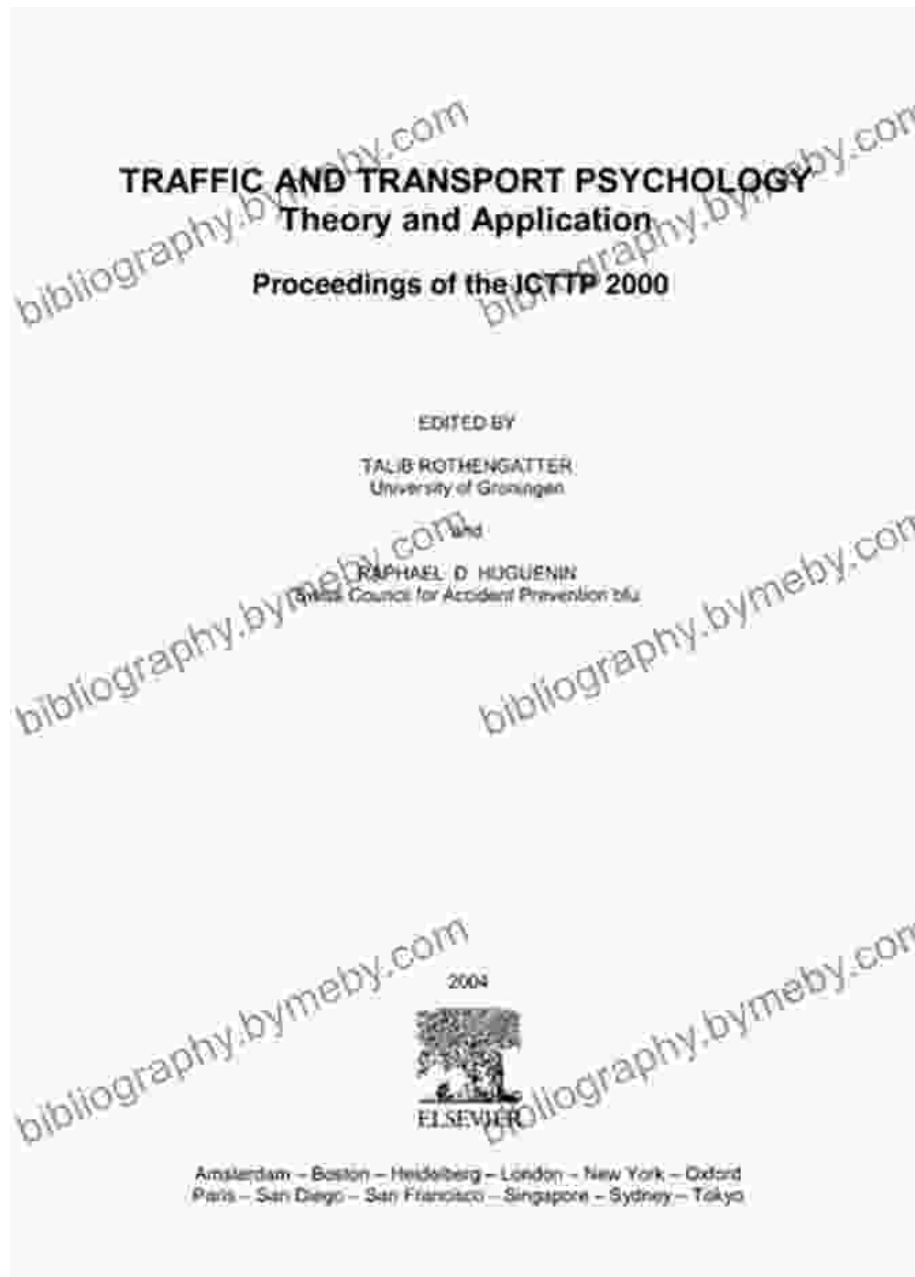 TRAFFIC AND TRANSPORT PSYCHOLOGY
Theory and Application
Proceedings of the ICTTP 2000
EDITED BY
TALIB ROTHENGATTER
University of Groningen
and
RAPHAEL D HUGUENIN
Swiss Council for Accident Prevention bfu
2004
ELSEVIER
Amsterdam – Boston – Heidelberg – London – New York – Oxford
Paris – San Diego – San Francisco – Singapore – Sydney – Tokyo
bibliography.bymeby.com
bibliography.bymeby.com
bibliography.bymeby.com
bibliography.bymeby.com
bibliography.bymeby.com
bibliography.bymeby.com